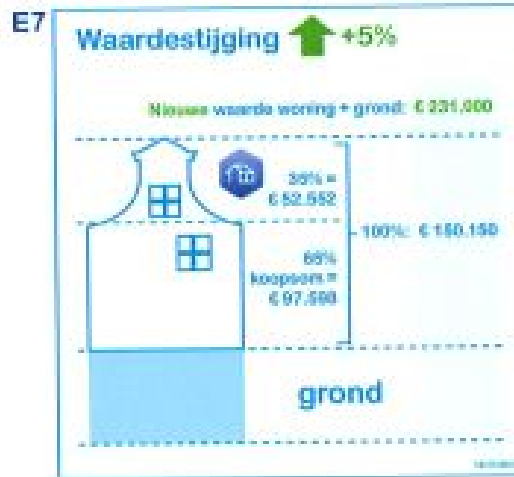 E7
Waardestijging +5%
Nieuwe waarde woning + grond: € 231.000
35% =
€ 52.552
100%: € 150.150
65%
koopsom =
€ 97.598
grond